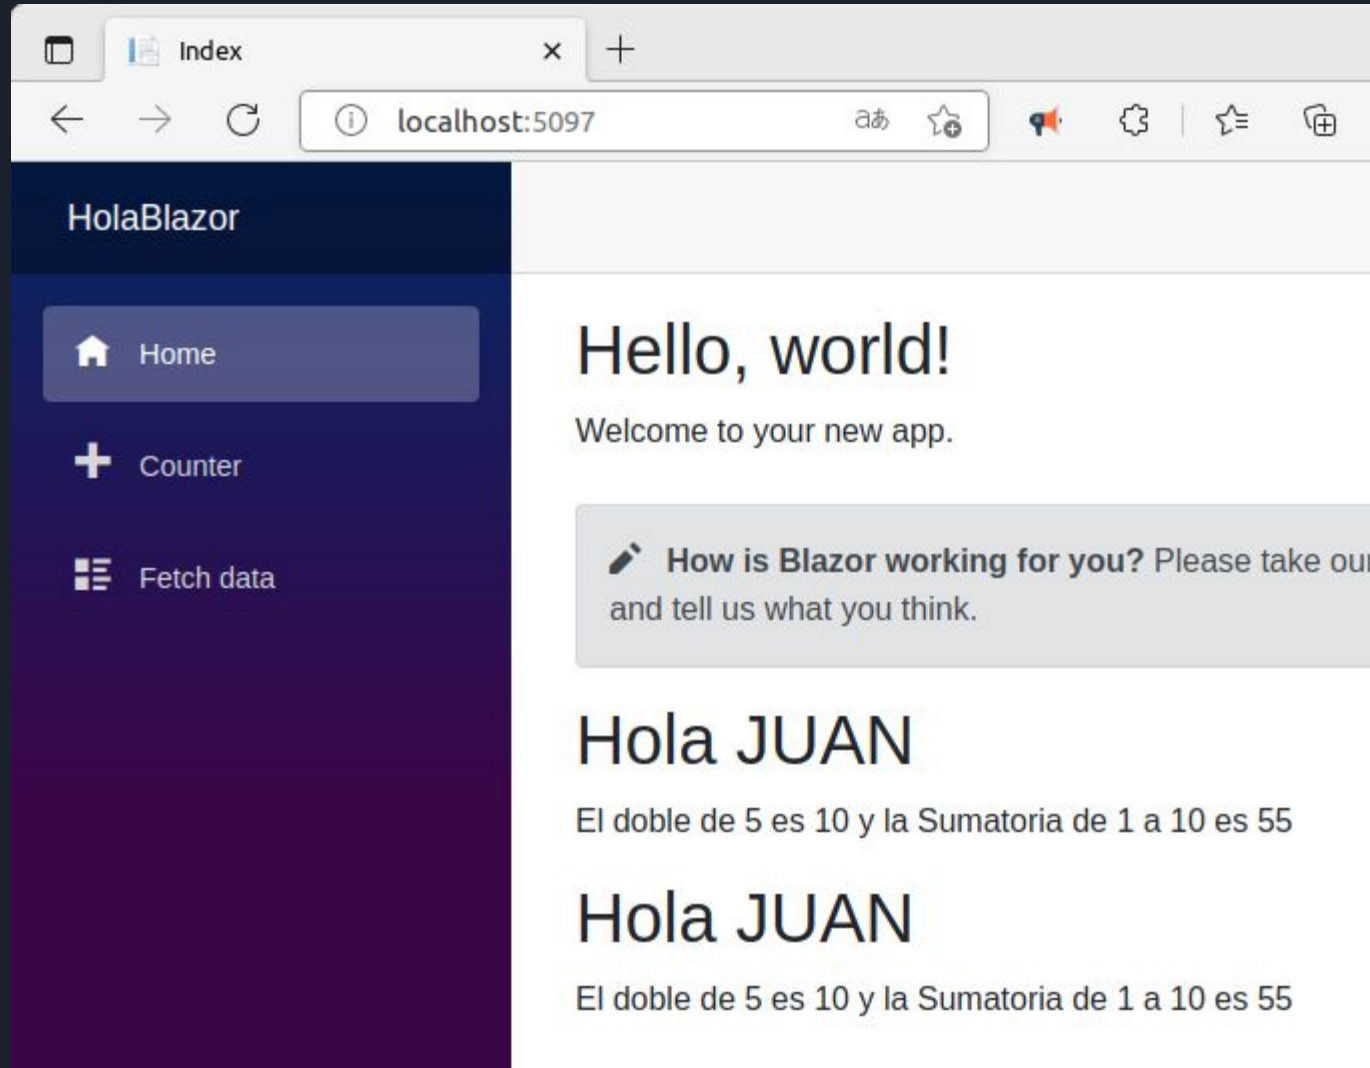 Index
localhost:5097
HolaBlazor
Home
Counter
Fetch data
Hello, world!
Welcome to your new app.
How is Blazor working for you? Please take our
and tell us what you think.
Hola JUAN
El doble de 5 es 10 y la Sumatoria de 1 a 10 es 55
Hola JUAN
El doble de 5 es 10 y la Sumatoria de 1 a 10 es 55